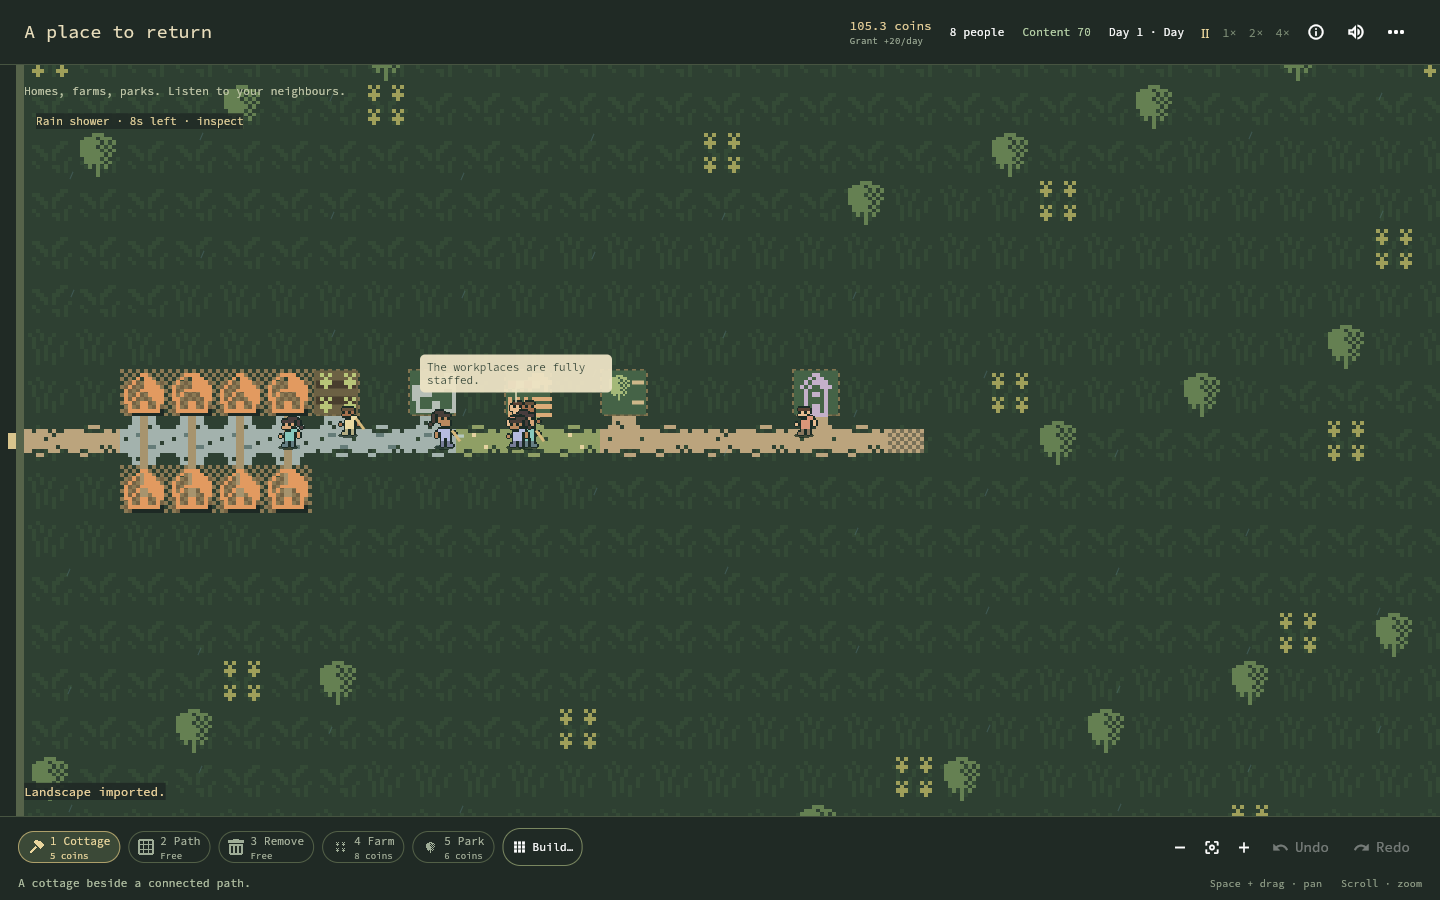 A place to return
105.3 coins
Grant +20/day
8 people
Content 70
Day 1 · Day
1×
2×
4×
Homes, farms, parks. Listen to your neighbours.
Rain shower · 8s left · inspect
The workplaces are fully
staffed.
Landscape imported.
1 Cottage
5 coins
2 Path
Free
3 Remove
Free
4 Farm
8 coins
5 Park
6 coins
Build…
Undo
Redo
A cottage beside a connected path.
Space + drag · pan
Scroll · zoom